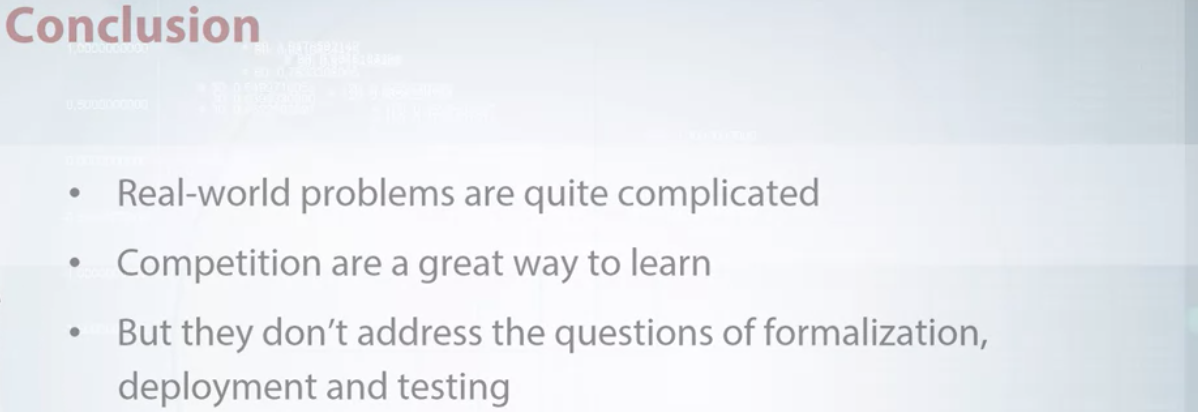 Conclusion
• Real-world problems are quite complicated
• Competition are a great way to learn
• But they don’t address the questions of formalization,
deployment and testing